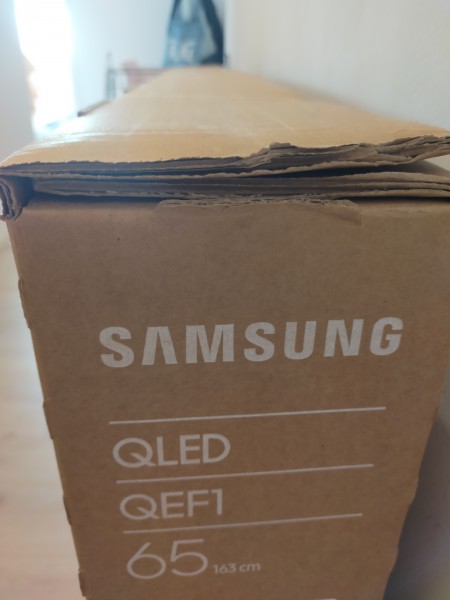 SAMSUNG
QLED
QEF1
65 163 cm